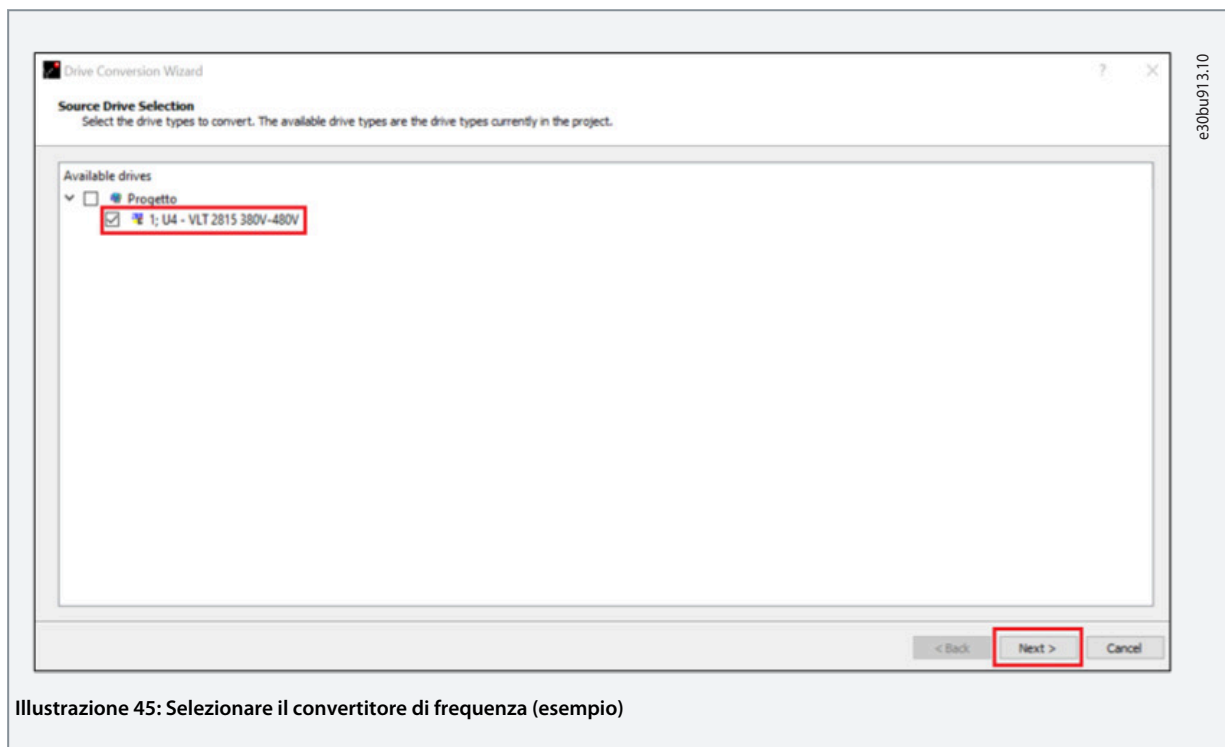 Drive Conversion Wizard
Source Drive Selection
Select the drive types to convert. The available drive types are the drive types currently in the project.
Available drives
Progetto
1; U4 - VLT 2815 380V-480V
< Back
Next >
Cancel
e30bu913.10
Illustrazione 45: Selezionare il convertitore di frequenza (esempio)